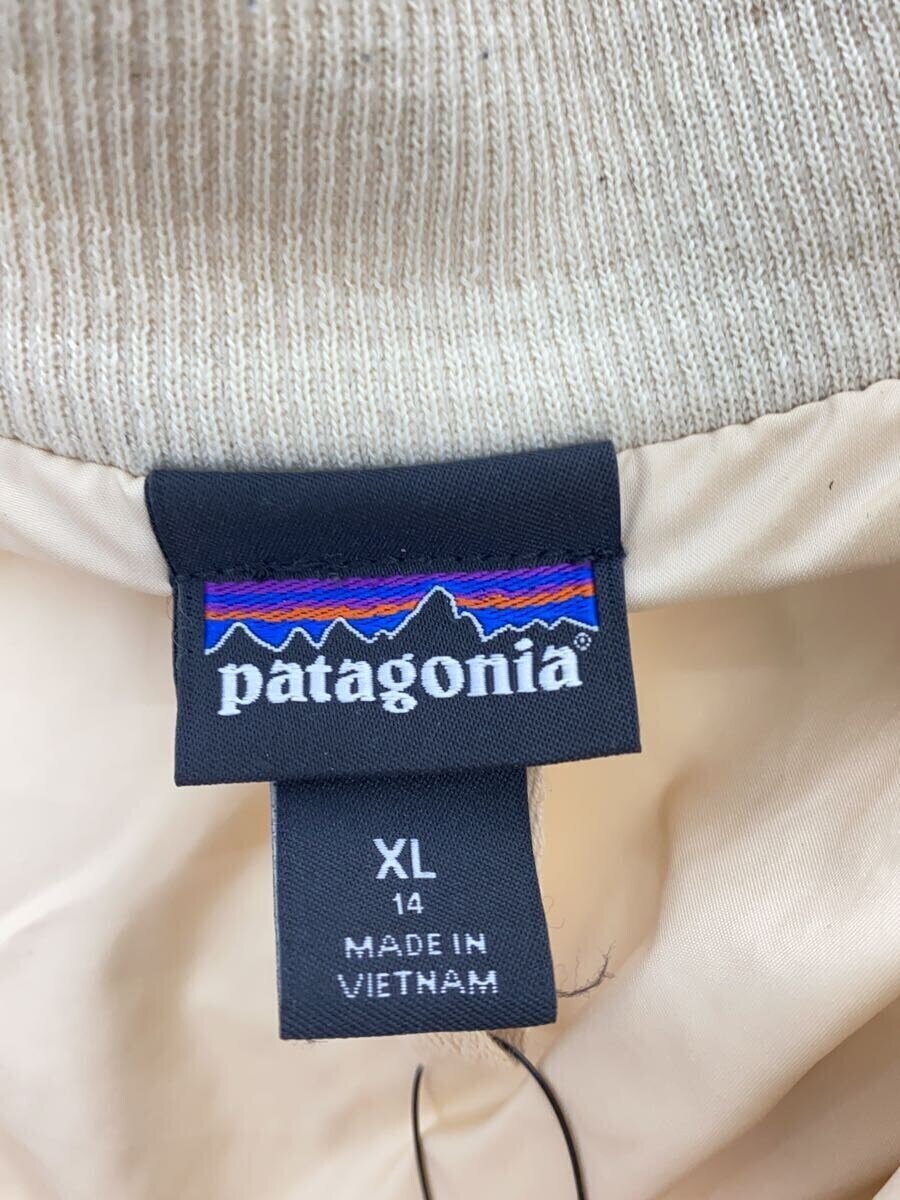 patagonia®
XL
14
MADE IN
VIETNAM